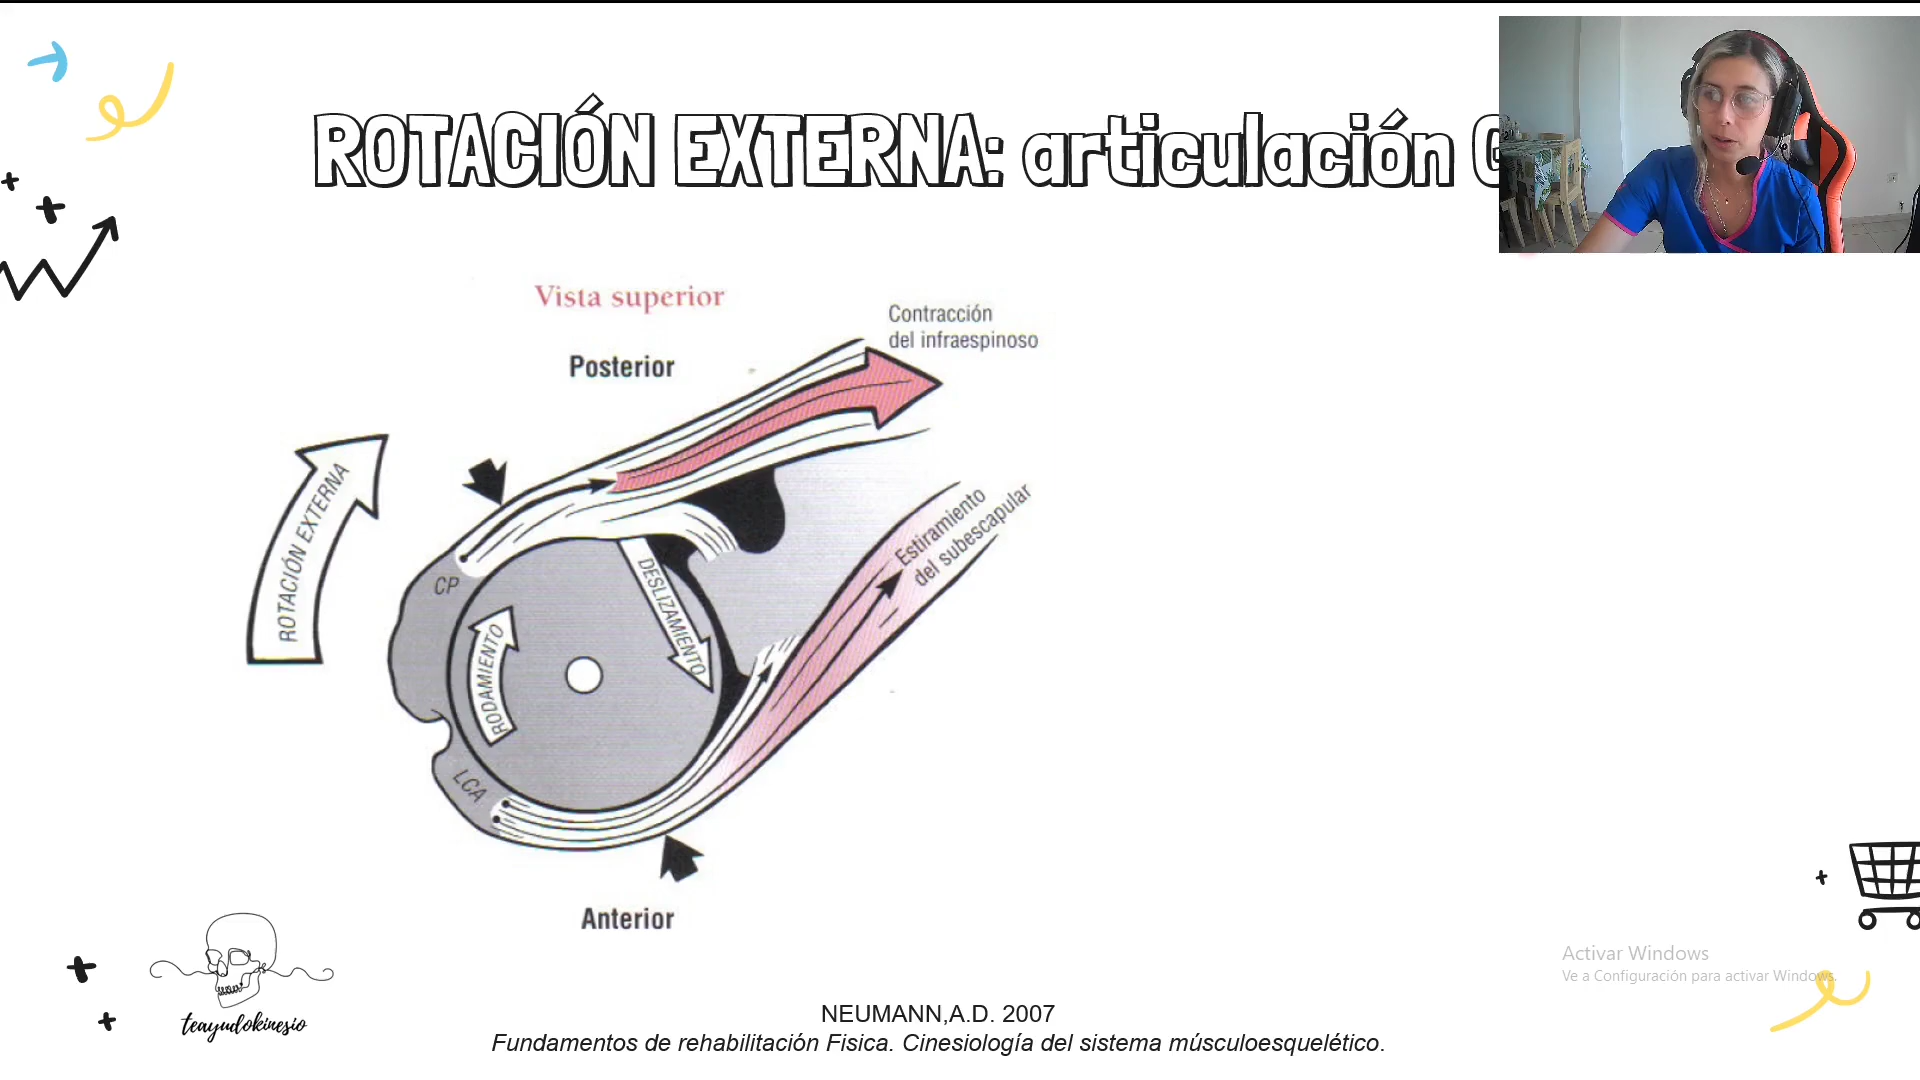 ROTACIÓN EXTERNA: articulación G
Vista superior
Contracción
del infraespinoso
Posterior
ROTACIÓN EXTERNA
Estiramiento
del subescapular
CP
DESLIZAMIENTO
RODAMIENTO
LCA
Anterior
teayudokinesio
Activar Windows
Ve a Configuración para activar Windows.
NEUMANN,A.D. 2007
Fundamentos de rehabilitación Fisica. Cinesiología del sistema músculoesquelético.